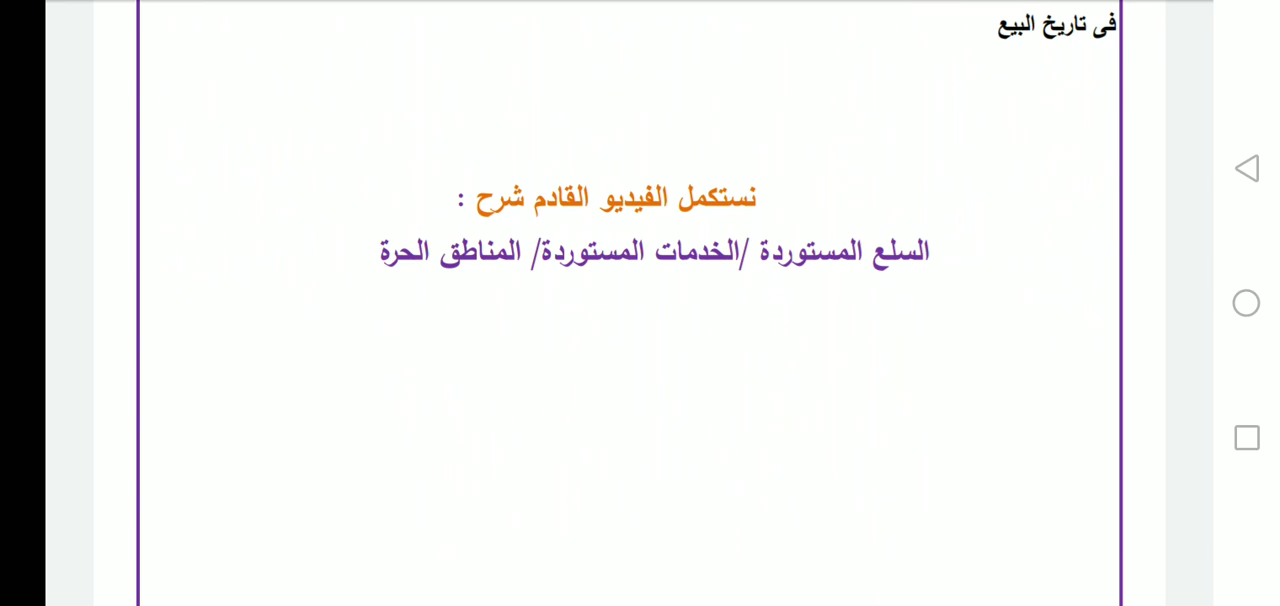 فى تاريخ البيع
نستكمل الفيديو القادم شرح :
السلع المستوردة /الخدمات المستوردة/ المناطق الحرة